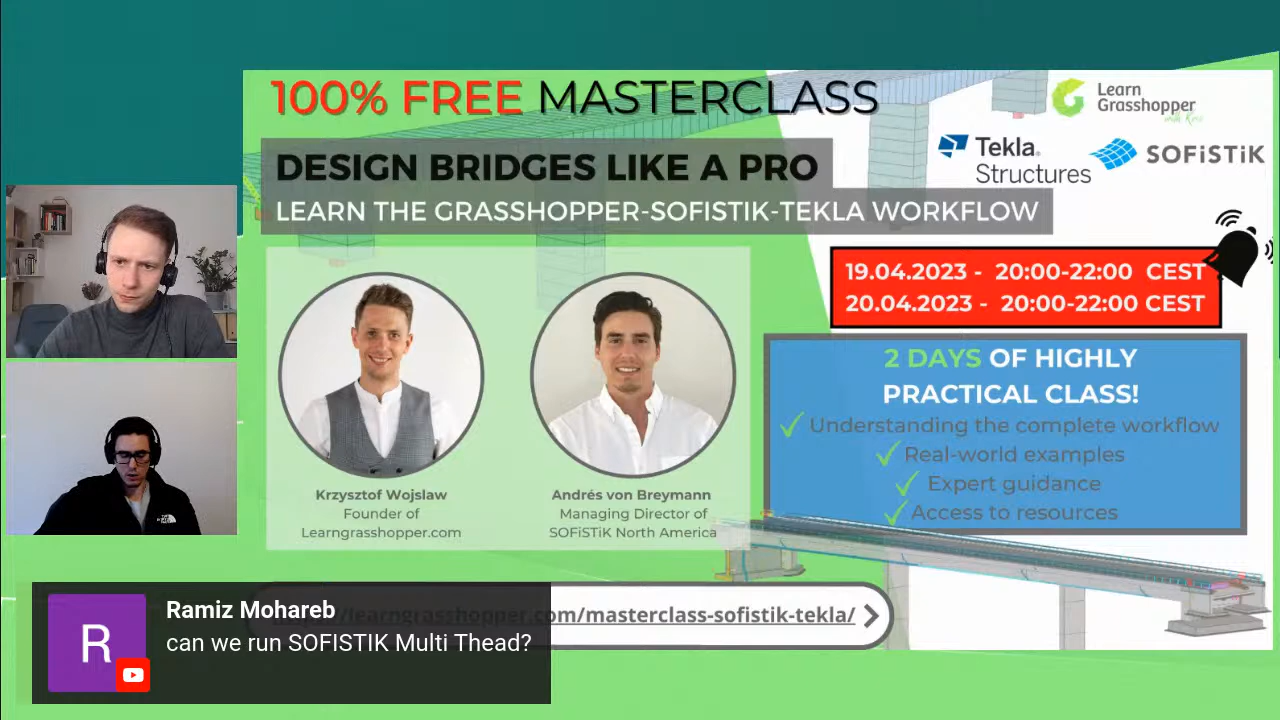 100% FREE MASTERCLASS
DESIGN BRIDGES LIKE A PRO
LEARN THE GRASSHOPPER-SOFISTIK-TEKLA WORKFLOW
Learn
Grasshopper
Tekla®
Structures
SOFiSTiK
19.04.2023 - 20:00-22:00 CEST
20.04.2023 - 20:00-22:00 CEST
2 DAYS OF HIGHLY
PRACTICAL CLASS!
Understanding the complete workflow
Real-world examples
Expert guidance
Access to resources
Krzysztof Wojslaw
Founder of
Learngrasshopper.com
Andrés von Breymann
Managing Director of
SOFiSTiK North America
//learngrasshopper.com/masterclass-sofistik-tekla/
R
Ramiz Mohareb
can we run SOFISTIK Multi Thead?